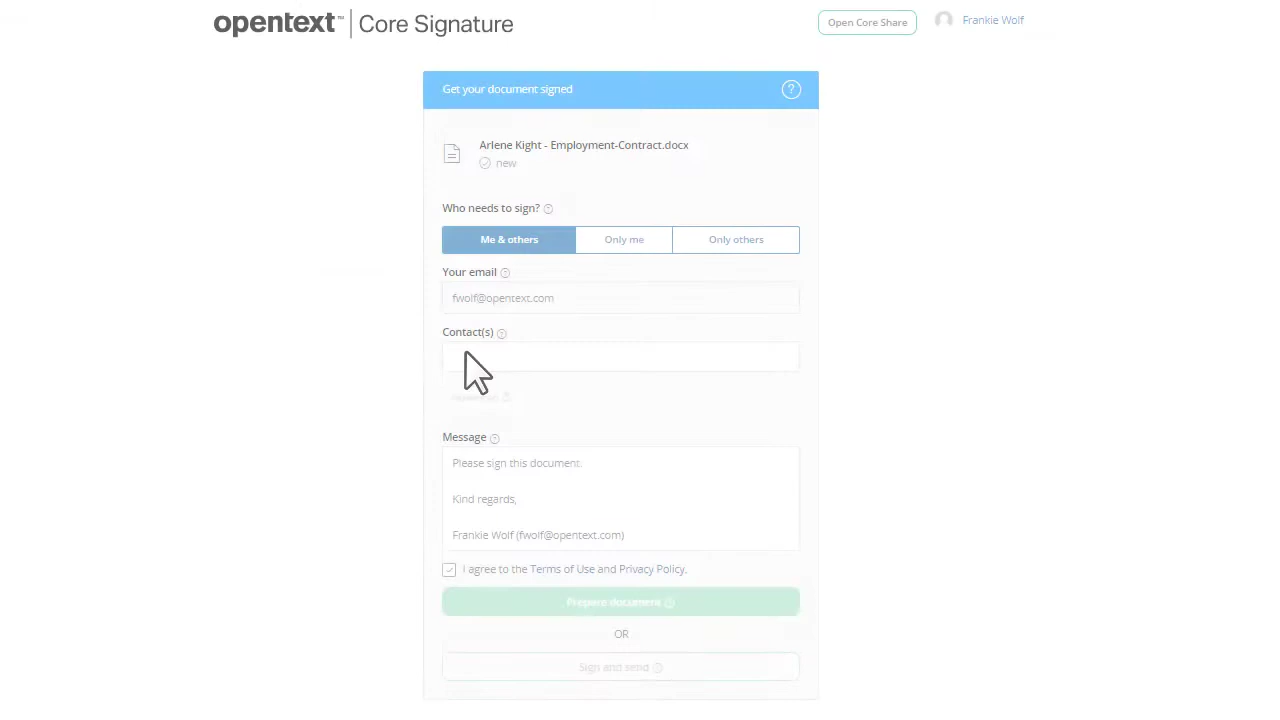 opentext™ | Core Signature
Open Core Share
Frankie Wolf
Get your document signed
Arlene Kight - Employment-Contract.docx
new
Who needs to sign?
Me & others
Only me
Only others
Your email
fwolf@opentext.com
Contact(s)
Message
Please sign this document.
Kind regards,
Frankie Wolf (fwolf@opentext.com)
I agree to the Terms of Use and Privacy Policy.
Prepare document
OR
Sign and send